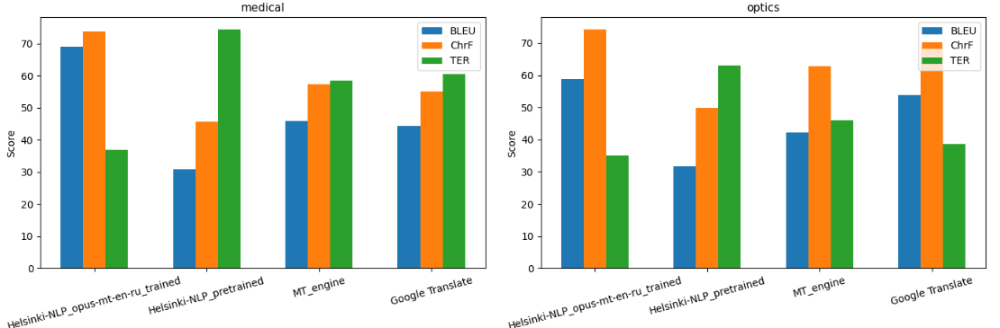 medical
Score
70
60
50
40
30
20
10
0
BLEU
ChrF
TER
Helsinki-NLP_opus-mt-en-ru_trained
Helsinki-NLP_pretrained
MT_engine
Google Translate
optics
Score
70
60
50
40
30
20
10
0
BLEU
ChrF
TER
Helsinki-NLP_opus-mt-en-ru_trained
Helsinki-NLP_pretrained
MT_engine
Google Translate